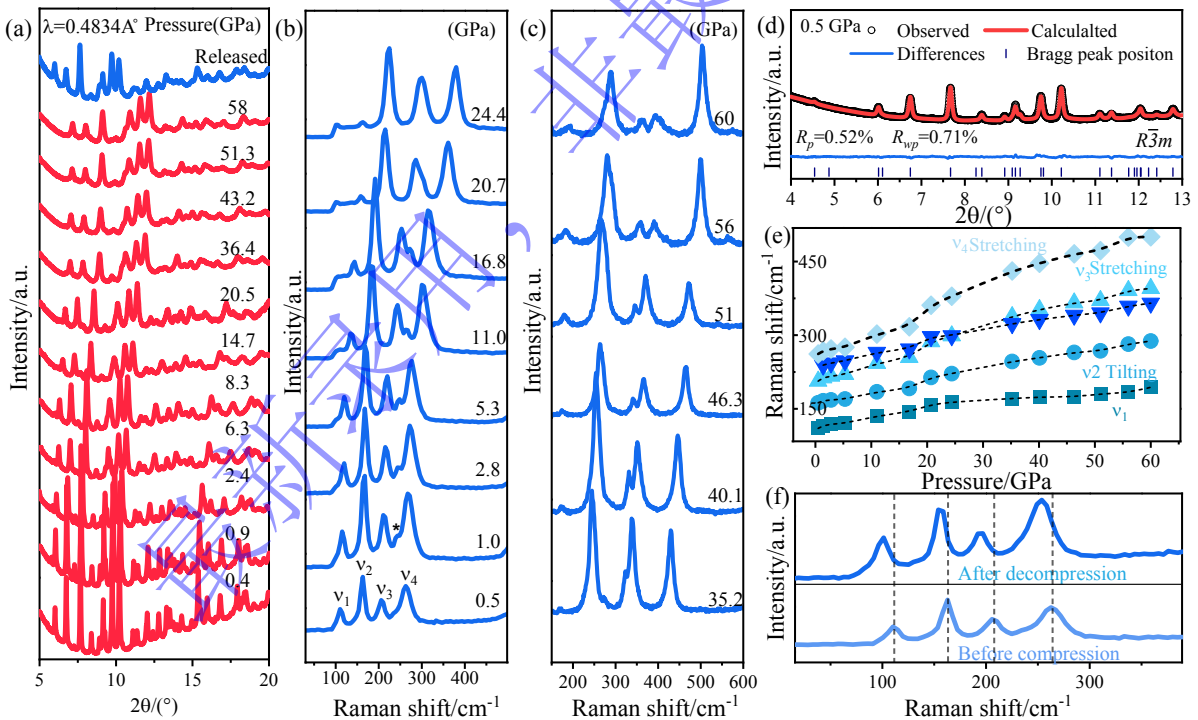 (a) λ=0.4834A° Pressure(GPa)
Released
58
51.3
43.2
36.4
20.5
14.7
8.3
6.3
2.4
0.9
0.4
Intensity/a.u.
5 10 15 20
2θ/(°)
(b) (GPa)
24.4
20.7
16.8
11.0
5.3
2.8
1.0
0.5
*
ν1 ν2 ν3 ν4
Intensity/a.u.
0 100 200 300 400
Raman shift/cm-1
(c) (GPa)
60
56
51
46.3
40.1
35.2
150 200 300 400 500 600
Raman shift/cm-1
(d) 0.5 GPa
Observed Calculalted
Differences Bragg peak positon
Rp=0.52% Rwp=0.71% R3̅m
Intensity/a.u.
4 5 6 7 8 9 10 11 12 13
2θ/(°)
(e)
ν4Stretching
ν3Stretching
ν2 Tilting
ν1
450
300
150
Raman shift/cm-1
0 10 20 30 40 50 60
Pressure/GPa
(f)
After decompression
Before compression
Intensity/a.u.
100 200 300
Raman shift/cm-1